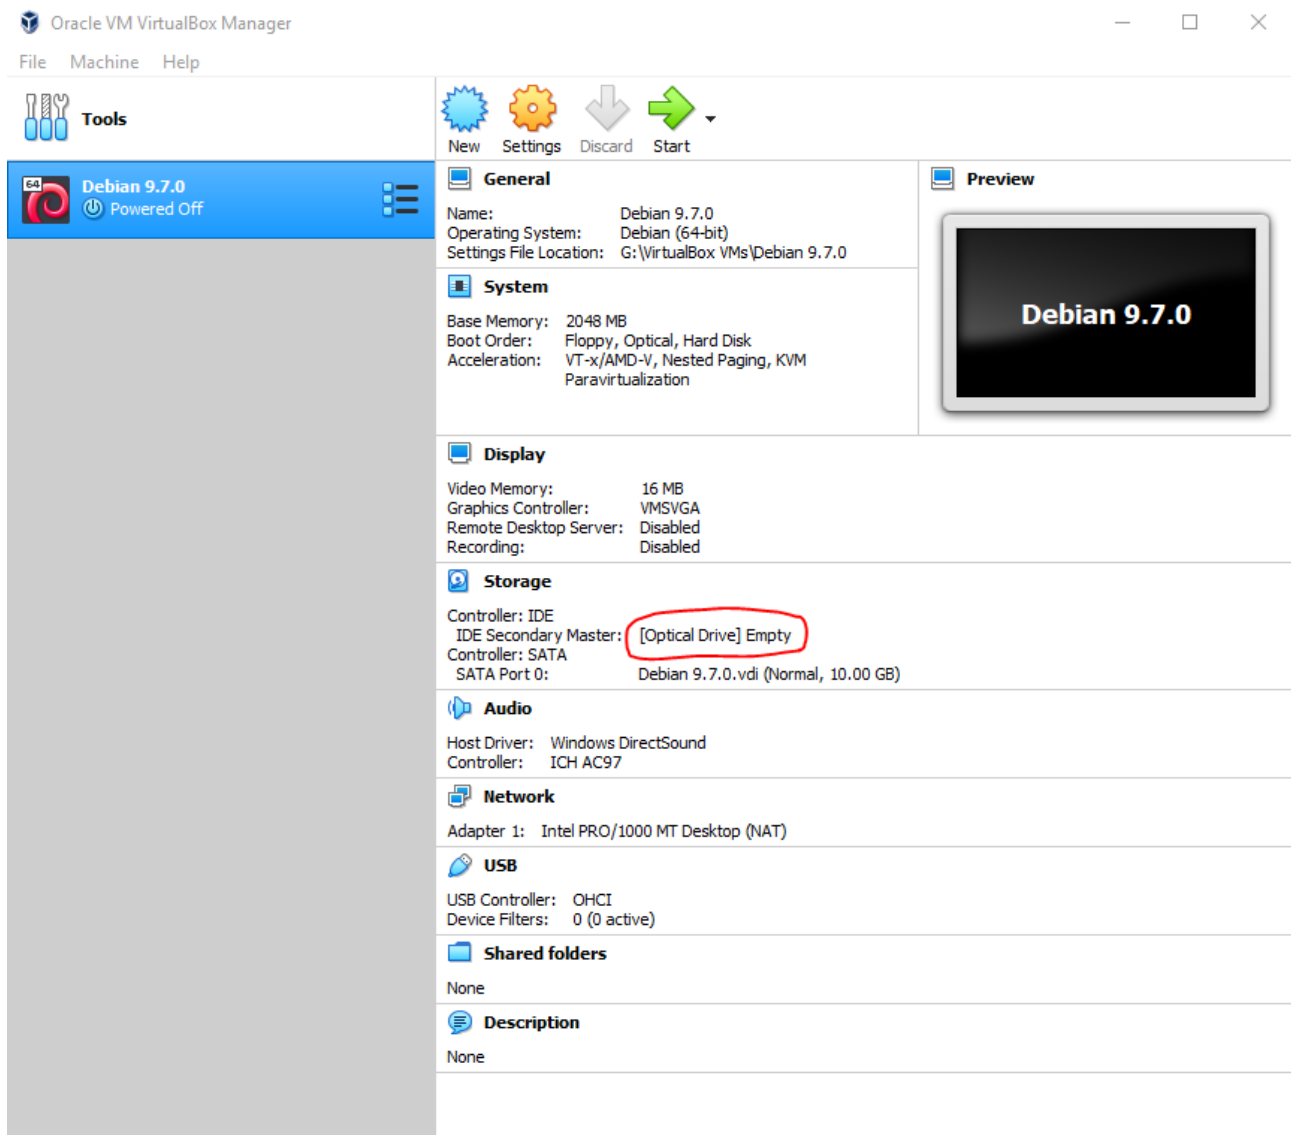 Oracle VM VirtualBox Manager
File Machine Help
Tools
New Settings Discard Start
64
Debian 9.7.0
Powered Off
General
Name: Debian 9.7.0
Operating System: Debian (64-bit)
Settings File Location: G:\VirtualBox VMs\Debian 9.7.0
Preview
Debian 9.7.0
System
Base Memory: 2048 MB
Boot Order: Floppy, Optical, Hard Disk
Acceleration: VT-x/AMD-V, Nested Paging, KVM
Paravirtualization
Display
Video Memory: 16 MB
Graphics Controller: VMSVGA
Remote Desktop Server: Disabled
Recording: Disabled
Storage
Controller: IDE
IDE Secondary Master: [Optical Drive] Empty
Controller: SATA
SATA Port 0: Debian 9.7.0.vdi (Normal, 10.00 GB)
Audio
Host Driver: Windows DirectSound
Controller: ICH AC97
Network
Adapter 1: Intel PRO/1000 MT Desktop (NAT)
USB
USB Controller: OHCI
Device Filters: 0 (0 active)
Shared folders
None
Description
None